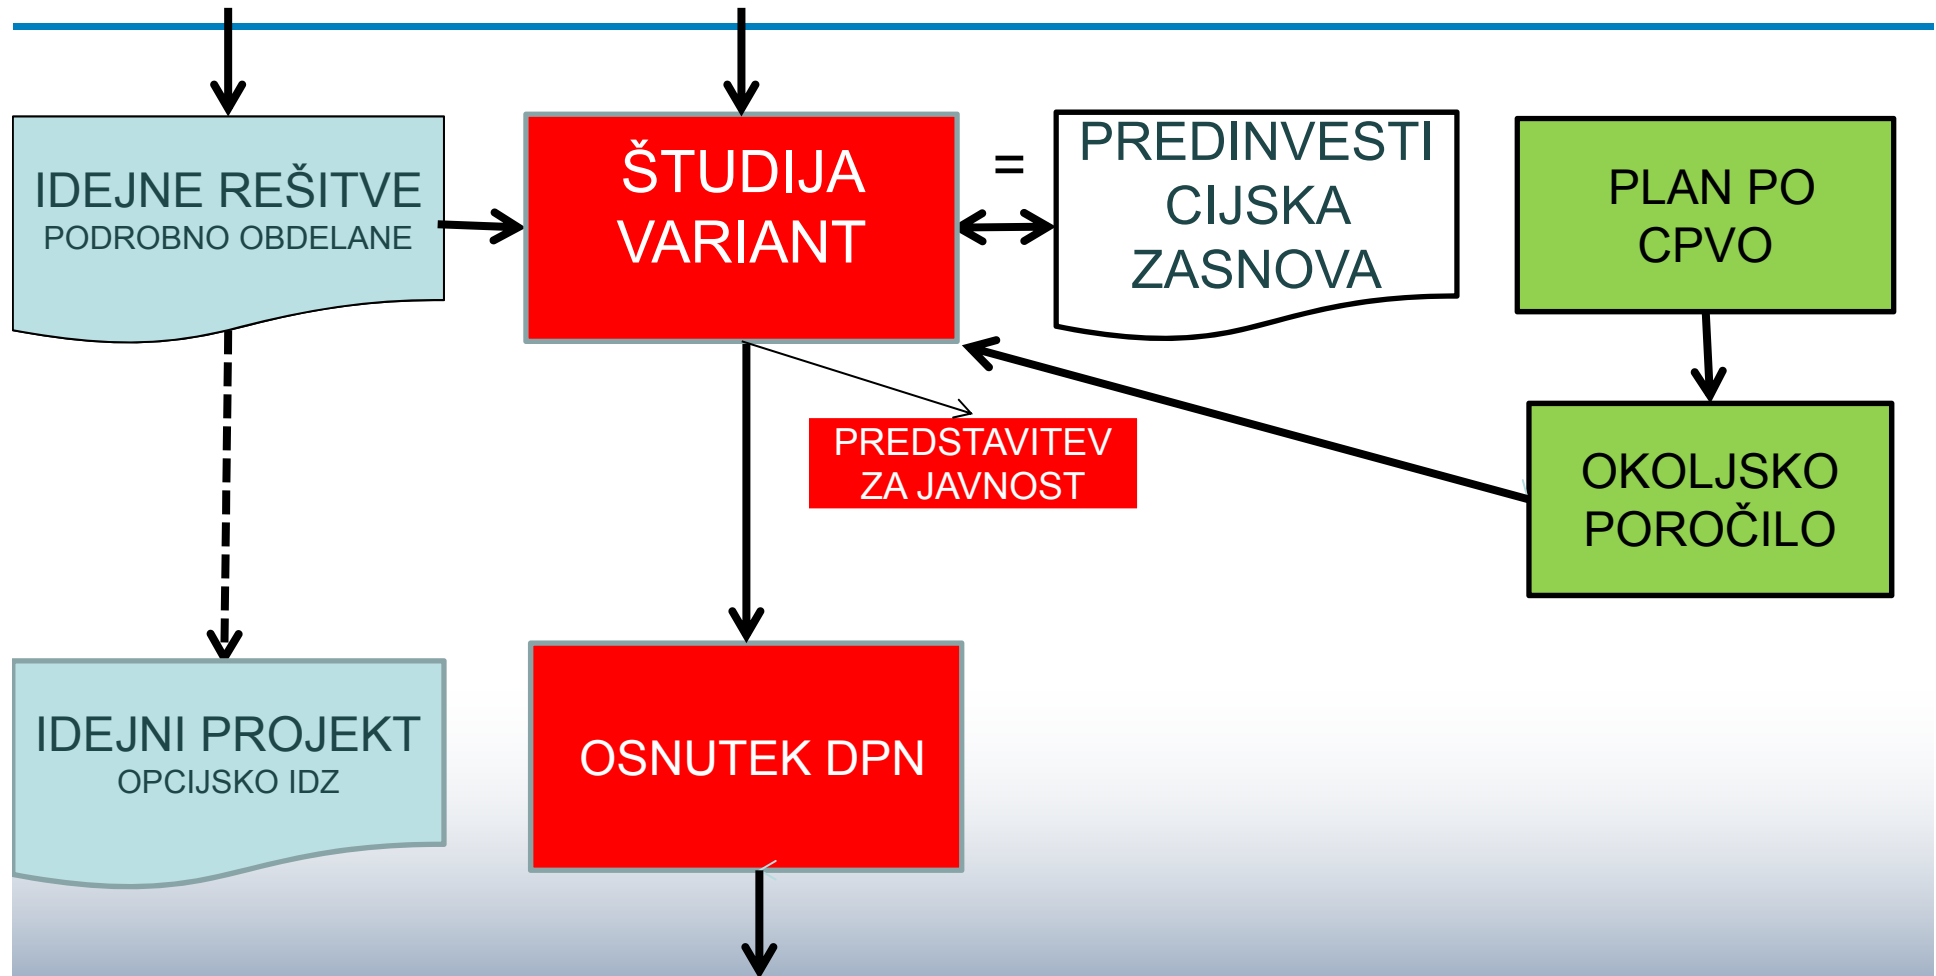 IDEJNE REŠITVE
PODROBNO OBDELANE
ŠTUDIJA
VARIANT
=
PREDINVESTI
CIJSKA
ZASNOVA
PLAN PO
CPVO
PREDSTAVITEV
ZA JAVNOST
OKOLJSKO
POROČILO
IDEJNI PROJEKT
OPCIJSKO IDZ
OSNUTEK DPN